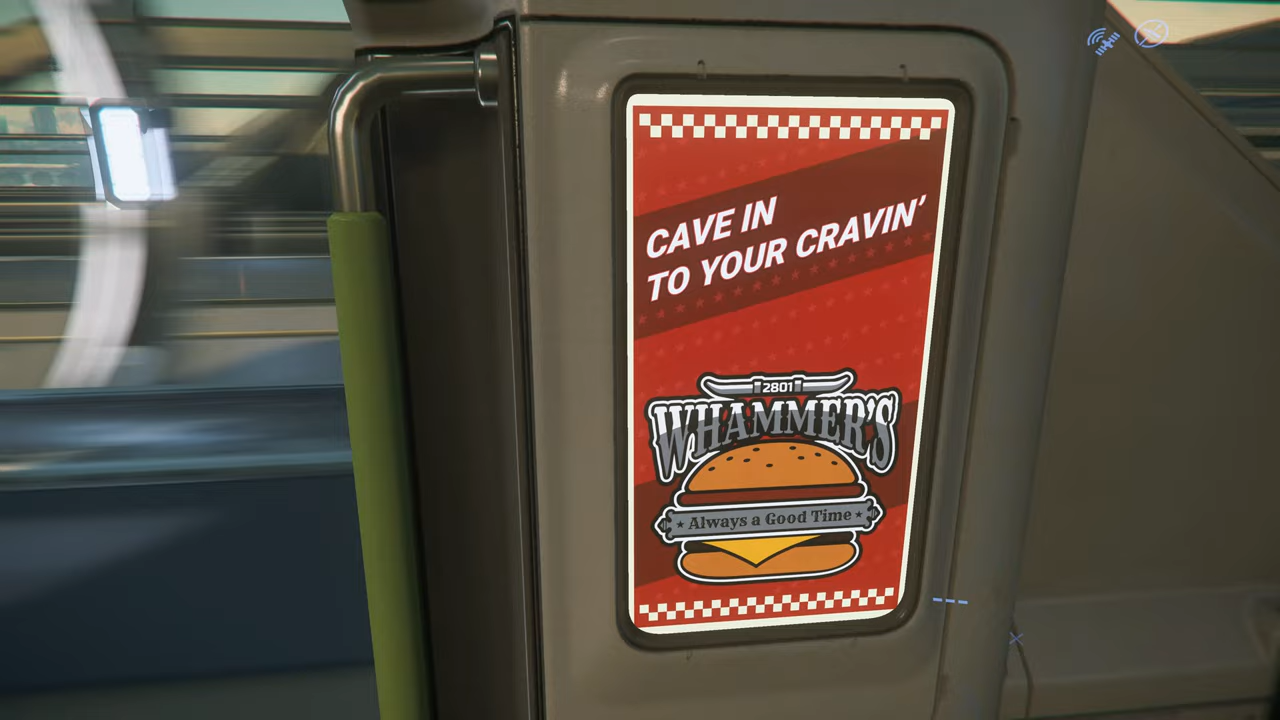 CAVE IN
TO YOUR CRAVIN'
2801
WHAMMER'S
★ Always a Good Time ★